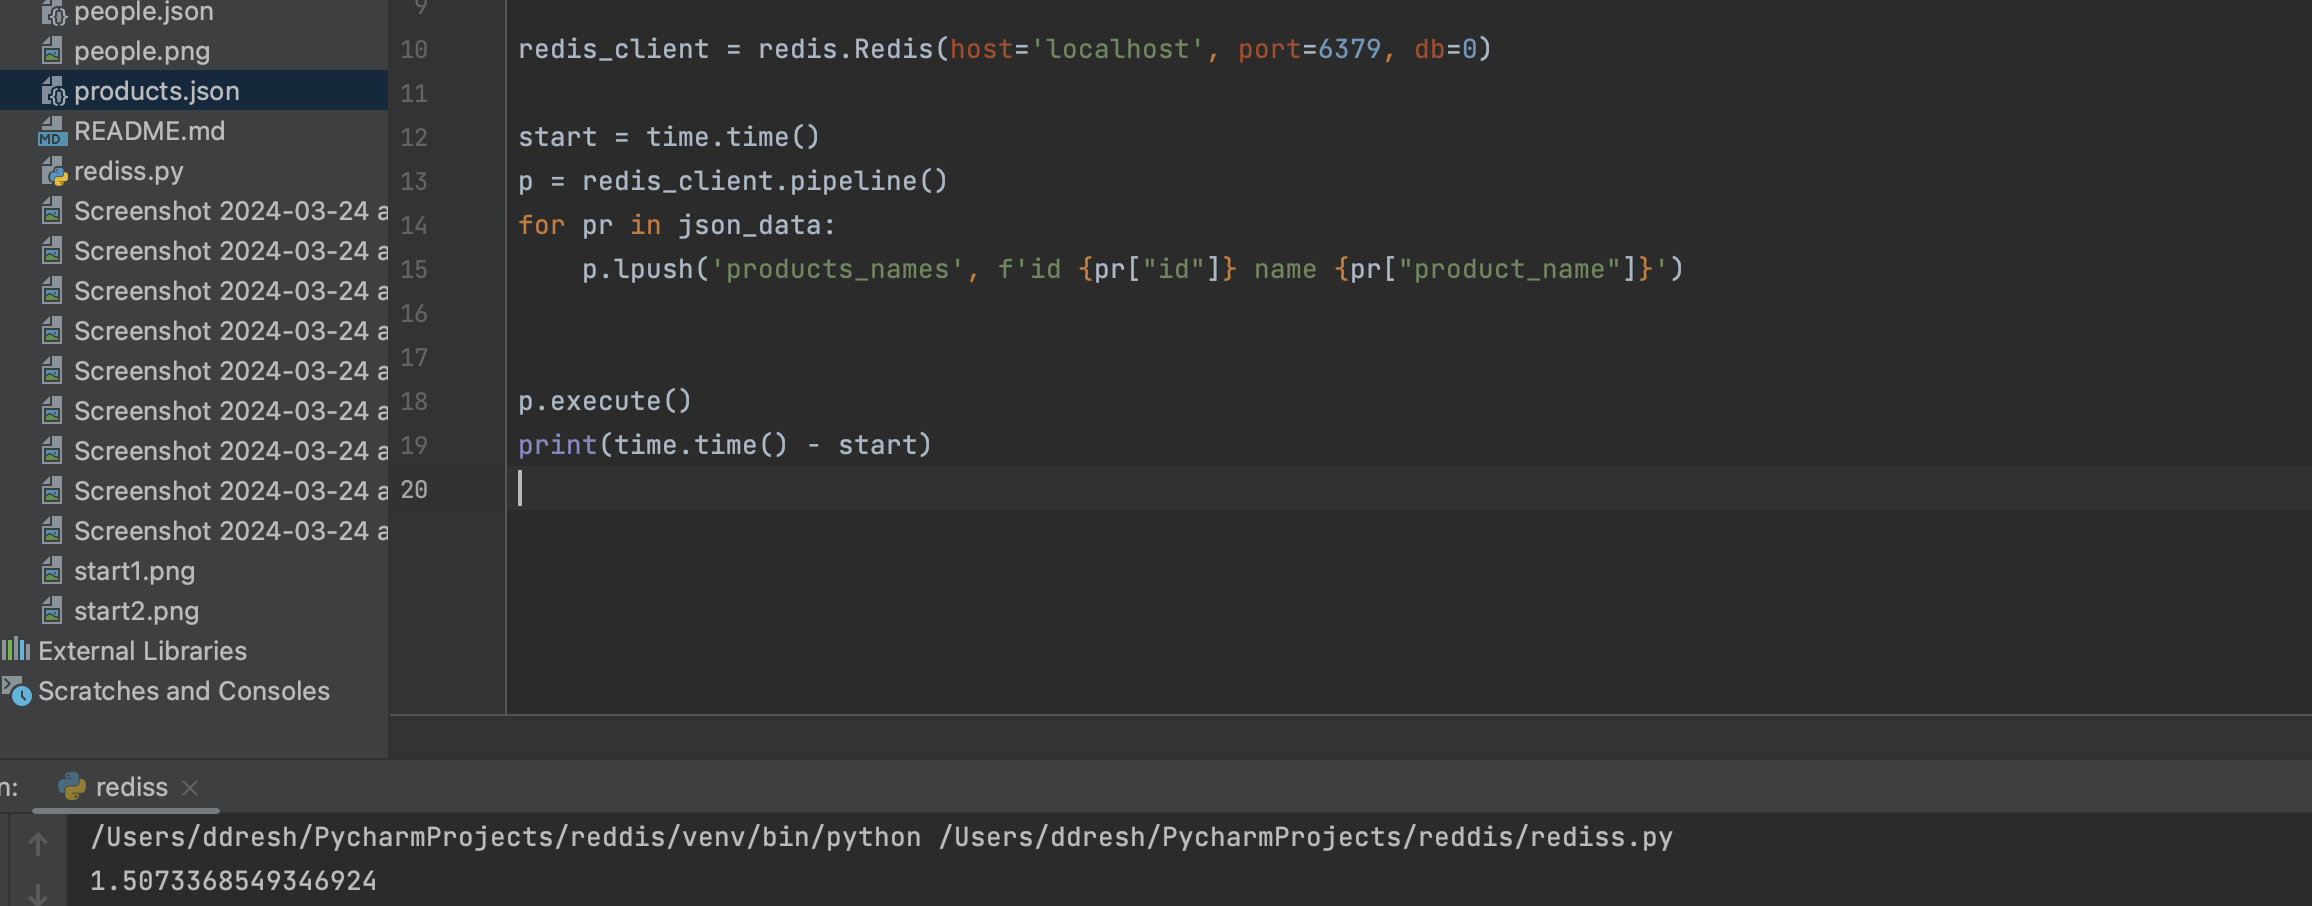 people.json
people.png
products.json
README.md
rediss.py
Screenshot 2024-03-24 a
Screenshot 2024-03-24 a
Screenshot 2024-03-24 a
Screenshot 2024-03-24 a
Screenshot 2024-03-24 a
Screenshot 2024-03-24 a
Screenshot 2024-03-24 a
Screenshot 2024-03-24 a
Screenshot 2024-03-24 a
start1.png
start2.png
External Libraries
Scratches and Consoles
9
10 redis_client = redis.Redis(host='localhost', port=6379, db=0)
11
12 start = time.time()
13 p = redis_client.pipeline()
14 for pr in json_data:
15 p.lpush('products_names', f'id {pr["id"]} name {pr["product_name"]}')
16
17
18 p.execute()
19 print(time.time() - start)
20
n: rediss
/Users/ddresh/PycharmProjects/reddis/venv/bin/python /Users/ddresh/PycharmProjects/reddis/rediss.py
1.5073368549346924